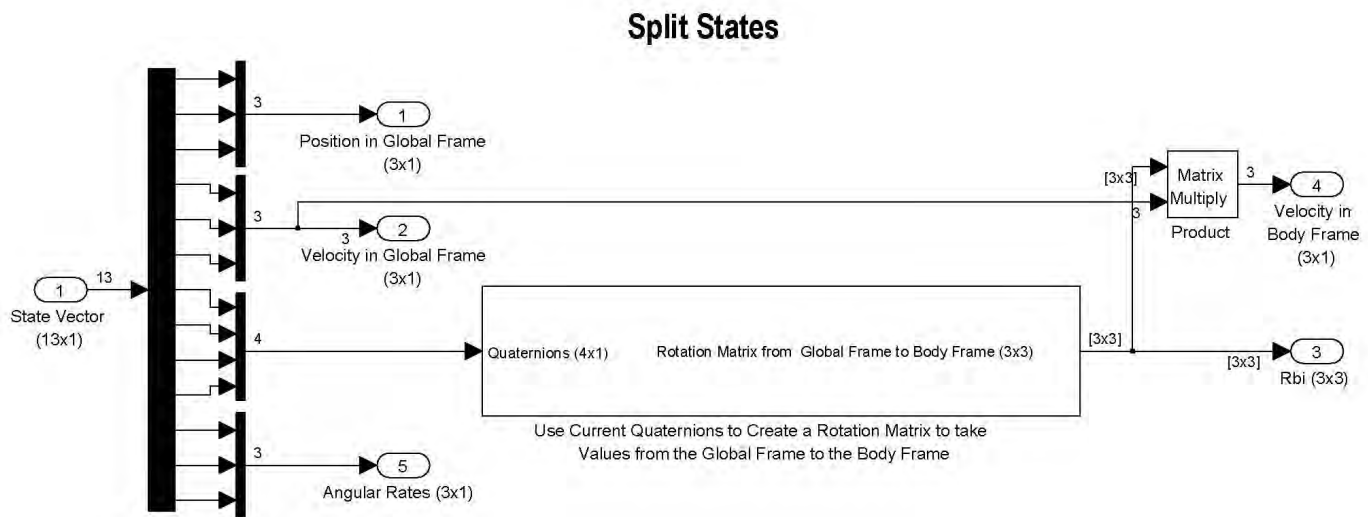 Split States
3
1
Position in Global Frame
(3x1)
[3x3]
Matrix
Multiply
3
3
Product
4
Velocity in
Body Frame
(3x1)
3
3
2
Velocity in Global Frame
(3x1)
13
1
State Vector
(13x1)
4
Quaternions (4x1)
Rotation Matrix from Global Frame to Body Frame (3x3)
[3x3]
[3x3]
3
Rbi (3x3)
Use Current Quaternions to Create a Rotation Matrix to take
Values from the Global Frame to the Body Frame
3
5
Angular Rates (3x1)